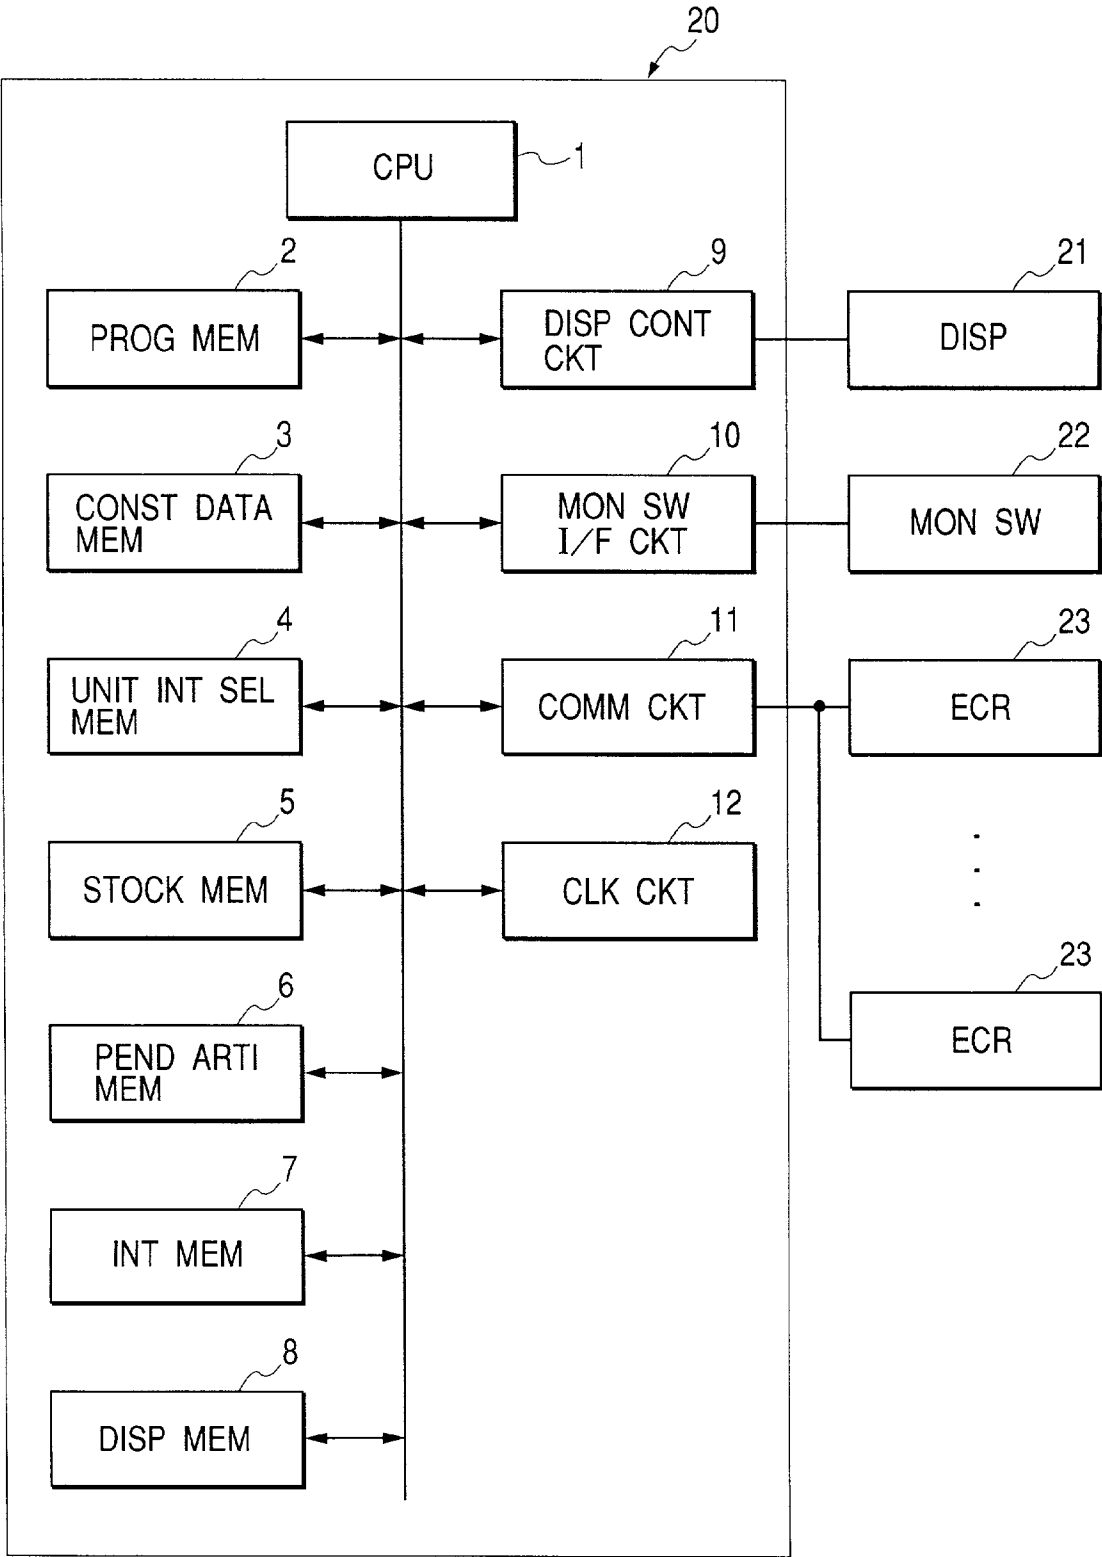 20
CPU
1
2
PROG MEM
9
DISP CONT
CKT
21
DISP
3
CONST DATA
MEM
10
MON SW
I/F CKT
22
MON SW
4
UNIT INT SEL
MEM
11
COMM CKT
23
ECR
5
STOCK MEM
12
CLK CKT
6
PEND ARTI
MEM
23
ECR
7
INT MEM
8
DISP MEM